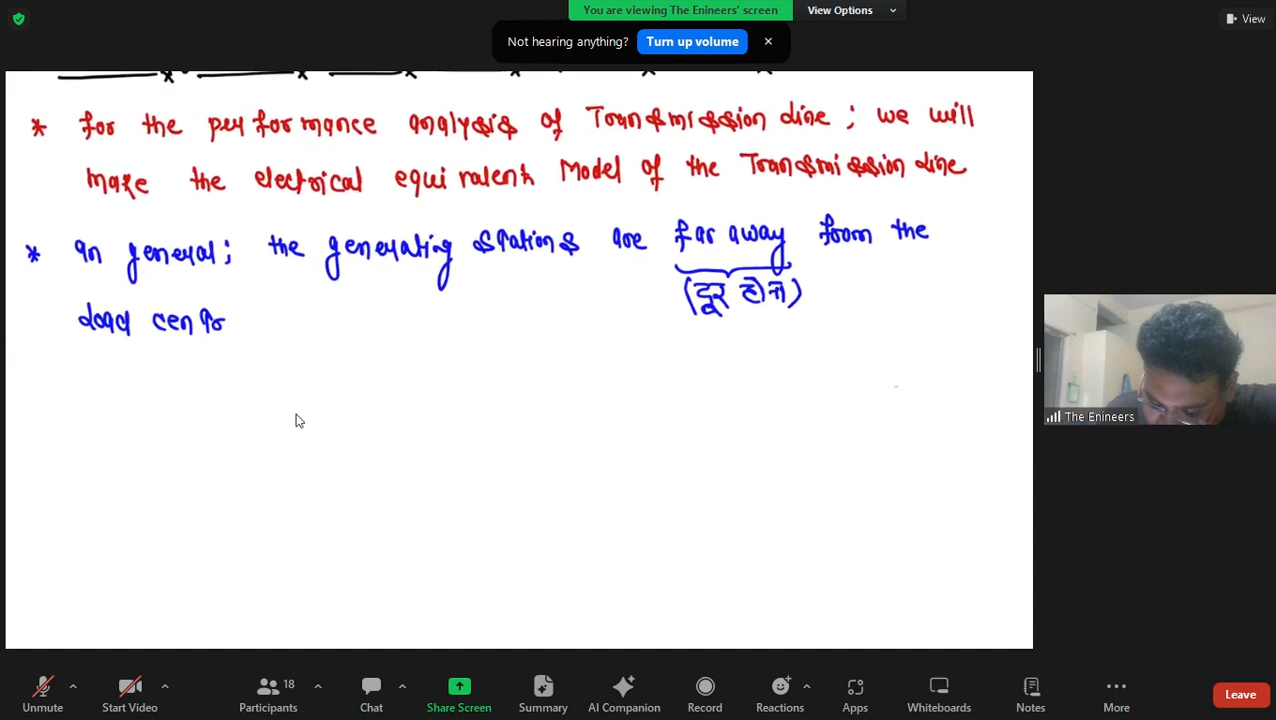 You are viewing The Enineers' screen
View Options
View
Not hearing anything?
Turn up volume
* For the performance analysis of Transmission Line ; we will
make the electrical equivalent Model of the Transmission Line
* In general ; the generating stations are far away from the
(दूर होना)
Load centr
The Enineers
18
Unmute
Start Video
Participants
Chat
Share Screen
Summary
AI Companion
Record
Reactions
Apps
Whiteboards
Notes
More
Leave